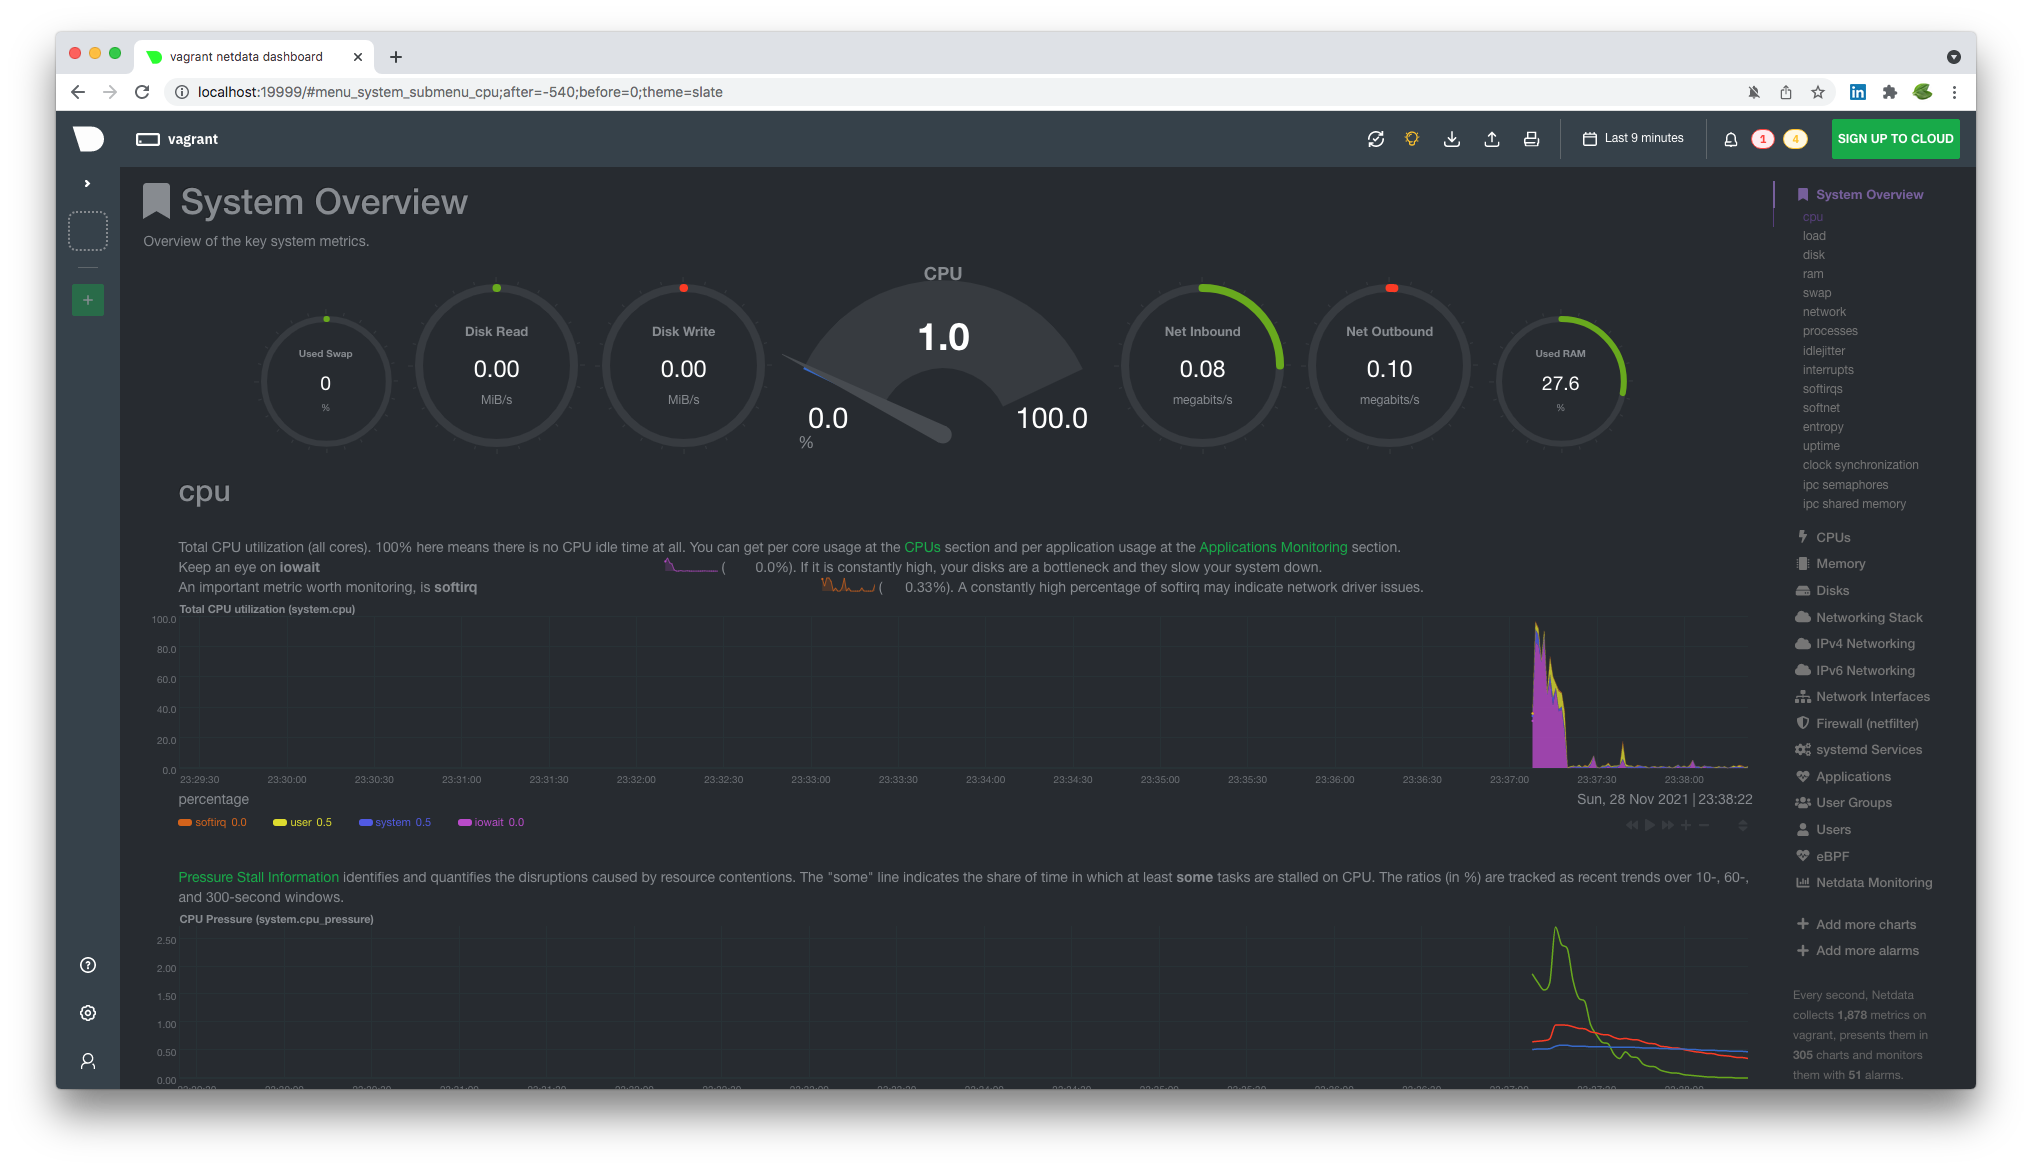 vagrant netdata dashboard
localhost:19999/#menu_system_submenu_cpu;after=-540;before=0;theme=slate
vagrant
Last 9 minutes
1
4
SIGN UP TO CLOUD
System Overview
Overview of the key system metrics.
Used Swap
0
%
Disk Read
0.00
MiB/s
Disk Write
0.00
MiB/s
CPU
1.0
0.0
100.0
%
Net Inbound
0.08
megabits/s
Net Outbound
0.10
megabits/s
Used RAM
27.6
%
cpu
Total CPU utilization (all cores). 100% here means there is no CPU idle time at all. You can get per core usage at the CPUs section and per application usage at the Applications Monitoring section.
Keep an eye on iowait ( 0.0%). If it is constantly high, your disks are a bottleneck and they slow your system down.
An important metric worth monitoring, is softirq ( 0.33%). A constantly high percentage of softirq may indicate network driver issues.
Total CPU utilization (system.cpu)
100.0
80.0
60.0
40.0
20.0
0.0
23:29:30 23:30:00 23:30:30 23:31:00 23:31:30 23:32:00 23:32:30 23:33:00 23:33:30 23:34:00 23:34:30 23:35:00 23:35:30 23:36:00 23:36:30 23:37:00 23:37:30 23:38:00
percentage
Sun, 28 Nov 2021 | 23:38:22
softirq 0.0 user 0.5 system 0.5 iowait 0.0
Pressure Stall Information identifies and quantifies the disruptions caused by resource contentions. The "some" line indicates the share of time in which at least some tasks are stalled on CPU. The ratios (in %) are tracked as recent trends over 10-, 60-,
and 300-second windows.
CPU Pressure (system.cpu_pressure)
2.50
2.00
1.50
1.00
0.50
0.00
System Overview
cpu
load
disk
ram
swap
network
processes
idlejitter
interrupts
softirqs
softnet
entropy
uptime
clock synchronization
ipc semaphores
ipc shared memory
CPUs
Memory
Disks
Networking Stack
IPv4 Networking
IPv6 Networking
Network Interfaces
Firewall (netfilter)
systemd Services
Applications
User Groups
Users
eBPF
Netdata Monitoring
Add more charts
Add more alarms
Every second, Netdata
collects 1,878 metrics on
vagrant, presents them in
305 charts and monitors
them with 51 alarms.